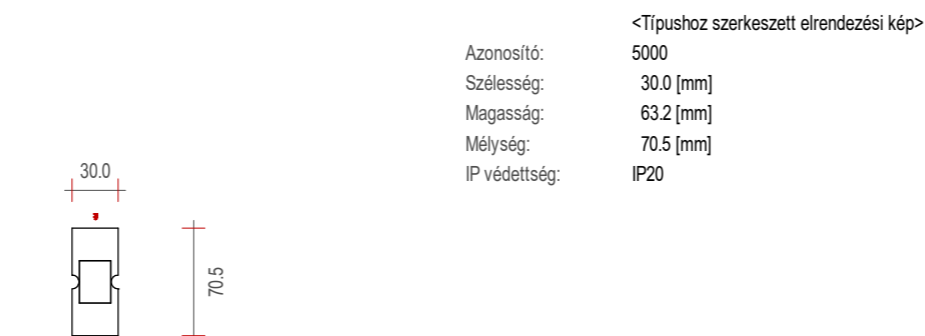 <Típushoz szerkeszett elrendezési kép>
Azonosító: 5000
Szélesség: 30.0 [mm]
Magasság: 63.2 [mm]
Mélység: 70.5 [mm]
IP védettség: IP20
30.0
70.5